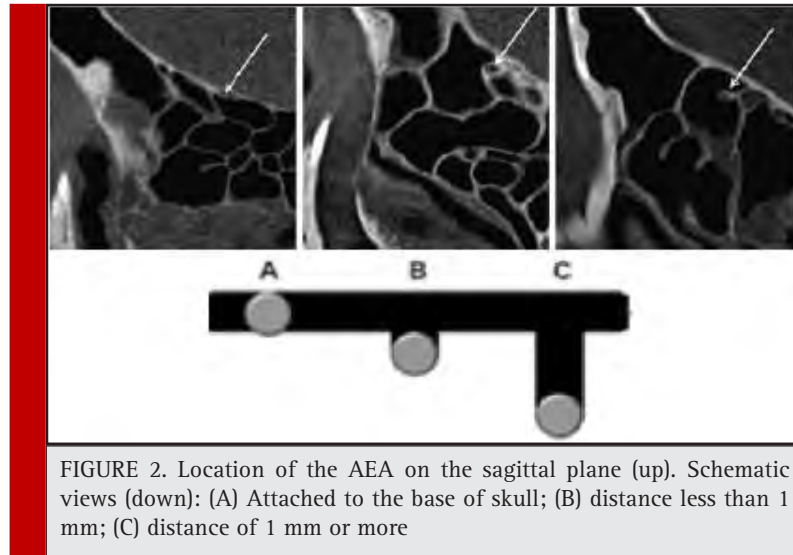 A B C
FIGURE 2. Location of the AEA on the sagittal plane (up). Schematic
views (down): (A) Attached to the base of skull; (B) distance less than 1
mm; (C) distance of 1 mm or more